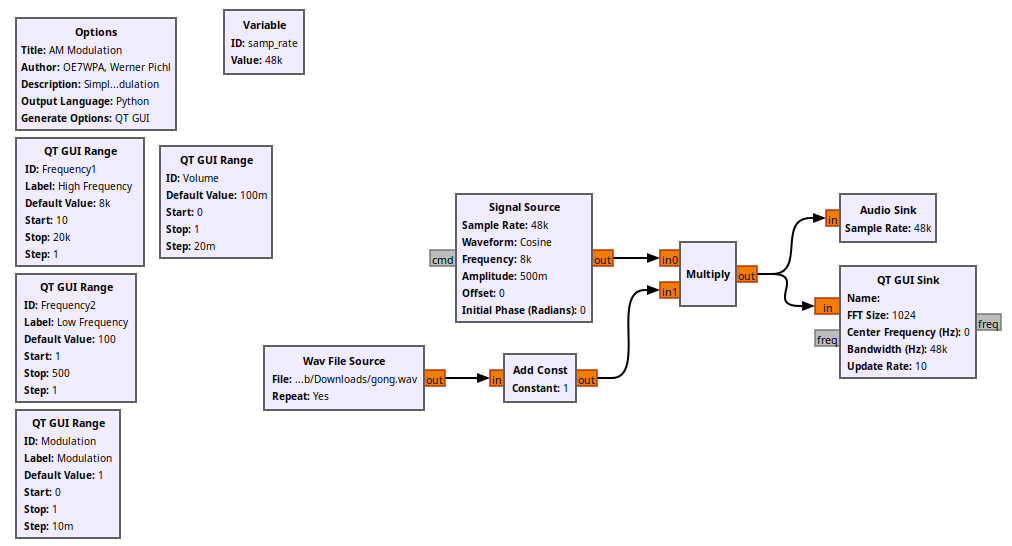 Options
Title: AM Modulation
Author: OE7WPA, Werner Pichl
Description: Simpl...dulation
Output Language: Python
Generate Options: QT GUI
Variable
ID: samp_rate
Value: 48k
QT GUI Range
ID: Frequency1
Label: High Frequency
Default Value: 8k
Start: 10
Stop: 20k
Step: 1
QT GUI Range
ID: Volume
Default Value: 100m
Start: 0
Stop: 1
Step: 20m
QT GUI Range
ID: Frequency2
Label: Low Frequency
Default Value: 100
Start: 1
Stop: 500
Step: 1
QT GUI Range
ID: Modulation
Label: Modulation
Default Value: 1
Start: 0
Stop: 1
Step: 10m
Signal Source
Sample Rate: 48k
Waveform: Cosine
Frequency: 8k
Amplitude: 500m
Offset: 0
Initial Phase (Radians): 0
cmd
out
Wav File Source
File: ...b/Downloads/gong.wav
Repeat: Yes
out
in
Add Const
Constant: 1
out
in0
in1
Multiply
out
in
Audio Sink
Sample Rate: 48k
in
freq
QT GUI Sink
Name:
FFT Size: 1024
Center Frequency (Hz): 0
Bandwidth (Hz): 48k
Update Rate: 10
freq